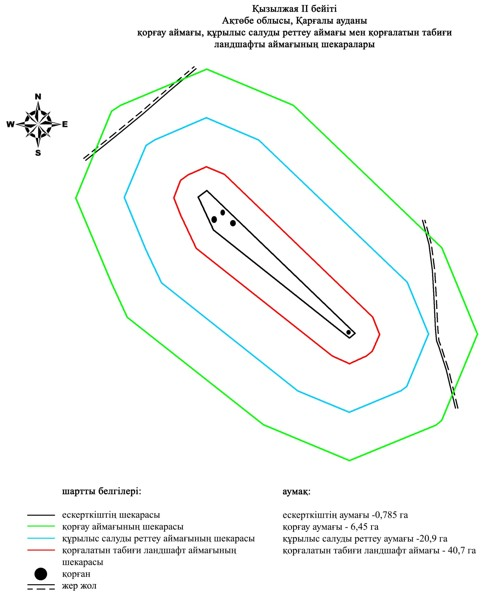 Қызылжая II бейіті
Ақтөбе облысы, Қарғалы ауданы
қорғау аймағы, құрылыс салуды реттеу аймағы мен қорғалатын табиғи
ландшафты аймағының шекаралары
N
W E
S
шартты белгілері: аумақ:
ескерткіштің шекарасы ескерткіштің аумағы -0,785 га
қорғау аймағының шекарасы қорғау аумағы - 6,45 га
құрылыс салуды реттеу аймағының шекарасы құрылыс салуды реттеу аумағы -20,9 га
қорғалатын табиғи ландшафт аймағының қорғалатын табиғи ландшафт аймағы - 40,7 га
шекарасы
қорған
жер жол